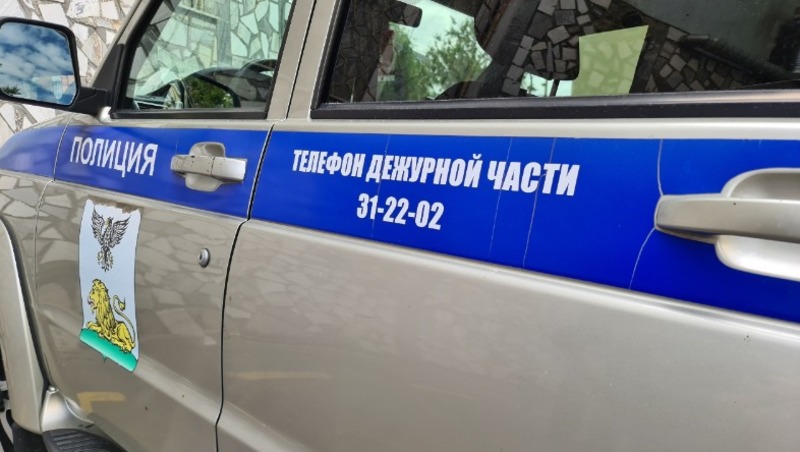 ПОЛИЦИЯ
ТЕЛЕФОН ДЕЖУРНОЙ ЧАСТИ
31-22-02